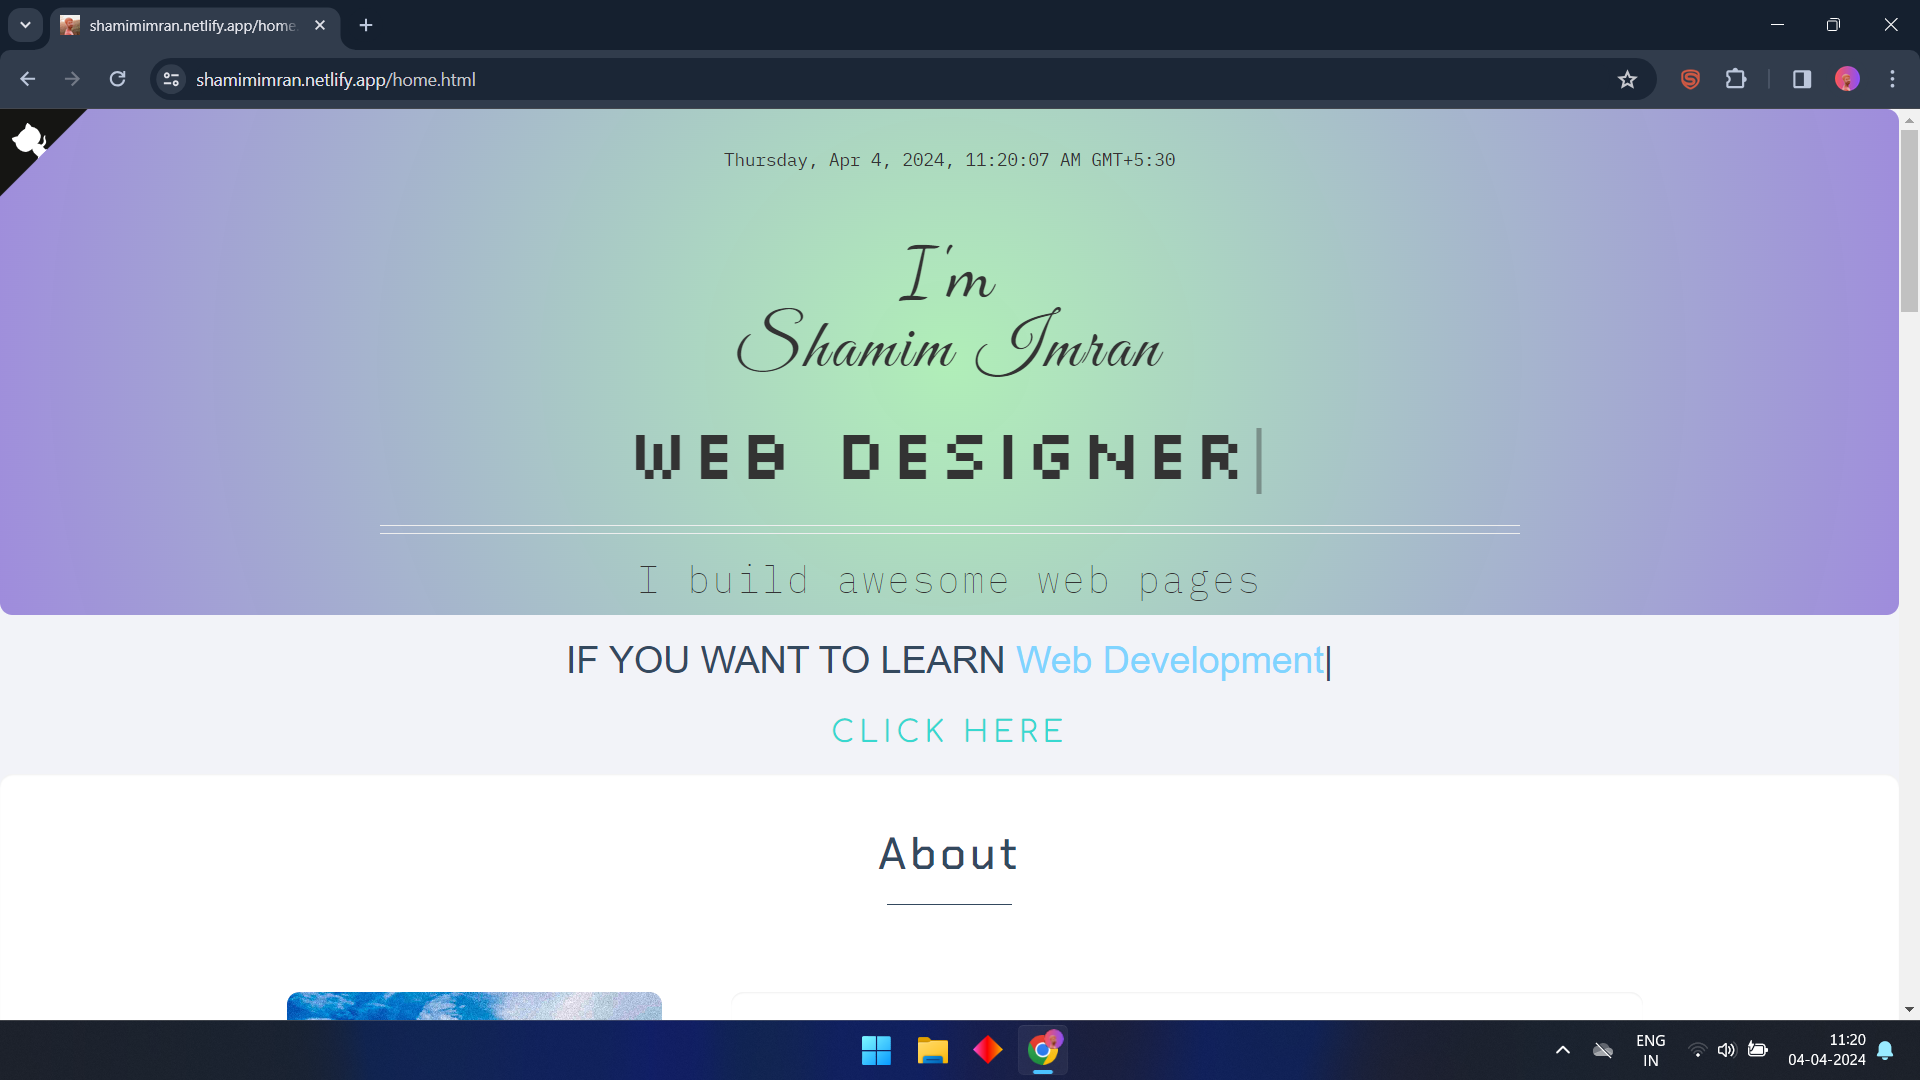 shamimimran.netlify.app/home
shamimimran.netlify.app/home.html
Thursday, Apr 4, 2024, 11:20:07 AM GMT+5:30
I'm
Shamim Imran
WEB DESIGNER|
I build awesome web pages
IF YOU WANT TO LEARN Web Development|
CLICK HERE
About
ENG
IN
11:20
04-04-2024